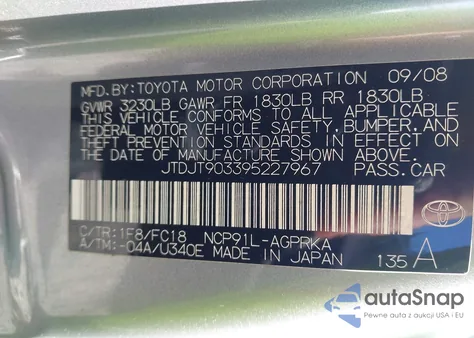 MFD. BY: TOYOTA MOTOR CORPORATION 09/08
GVWR 3230LB GAWR FR 1830LB RR 1830LB
THIS VEHICLE CONFORMS TO ALL APPLICABLE
FEDERAL MOTOR VEHICLE SAFETY, BUMPER, AND
THEFT PREVENTION STANDARDS IN EFFECT ON
THE DATE OF MANUFACTURE SHOWN ABOVE.
JTDJT903395227967 PASS. CAR
C/TR: 1F8/FC18 NCP91L-AGPRKA
A/TM: -04A/U340E MADE IN JAPAN
TOYOTA
135 A
autoSnap
Pewne auta z aukcji USA i EU